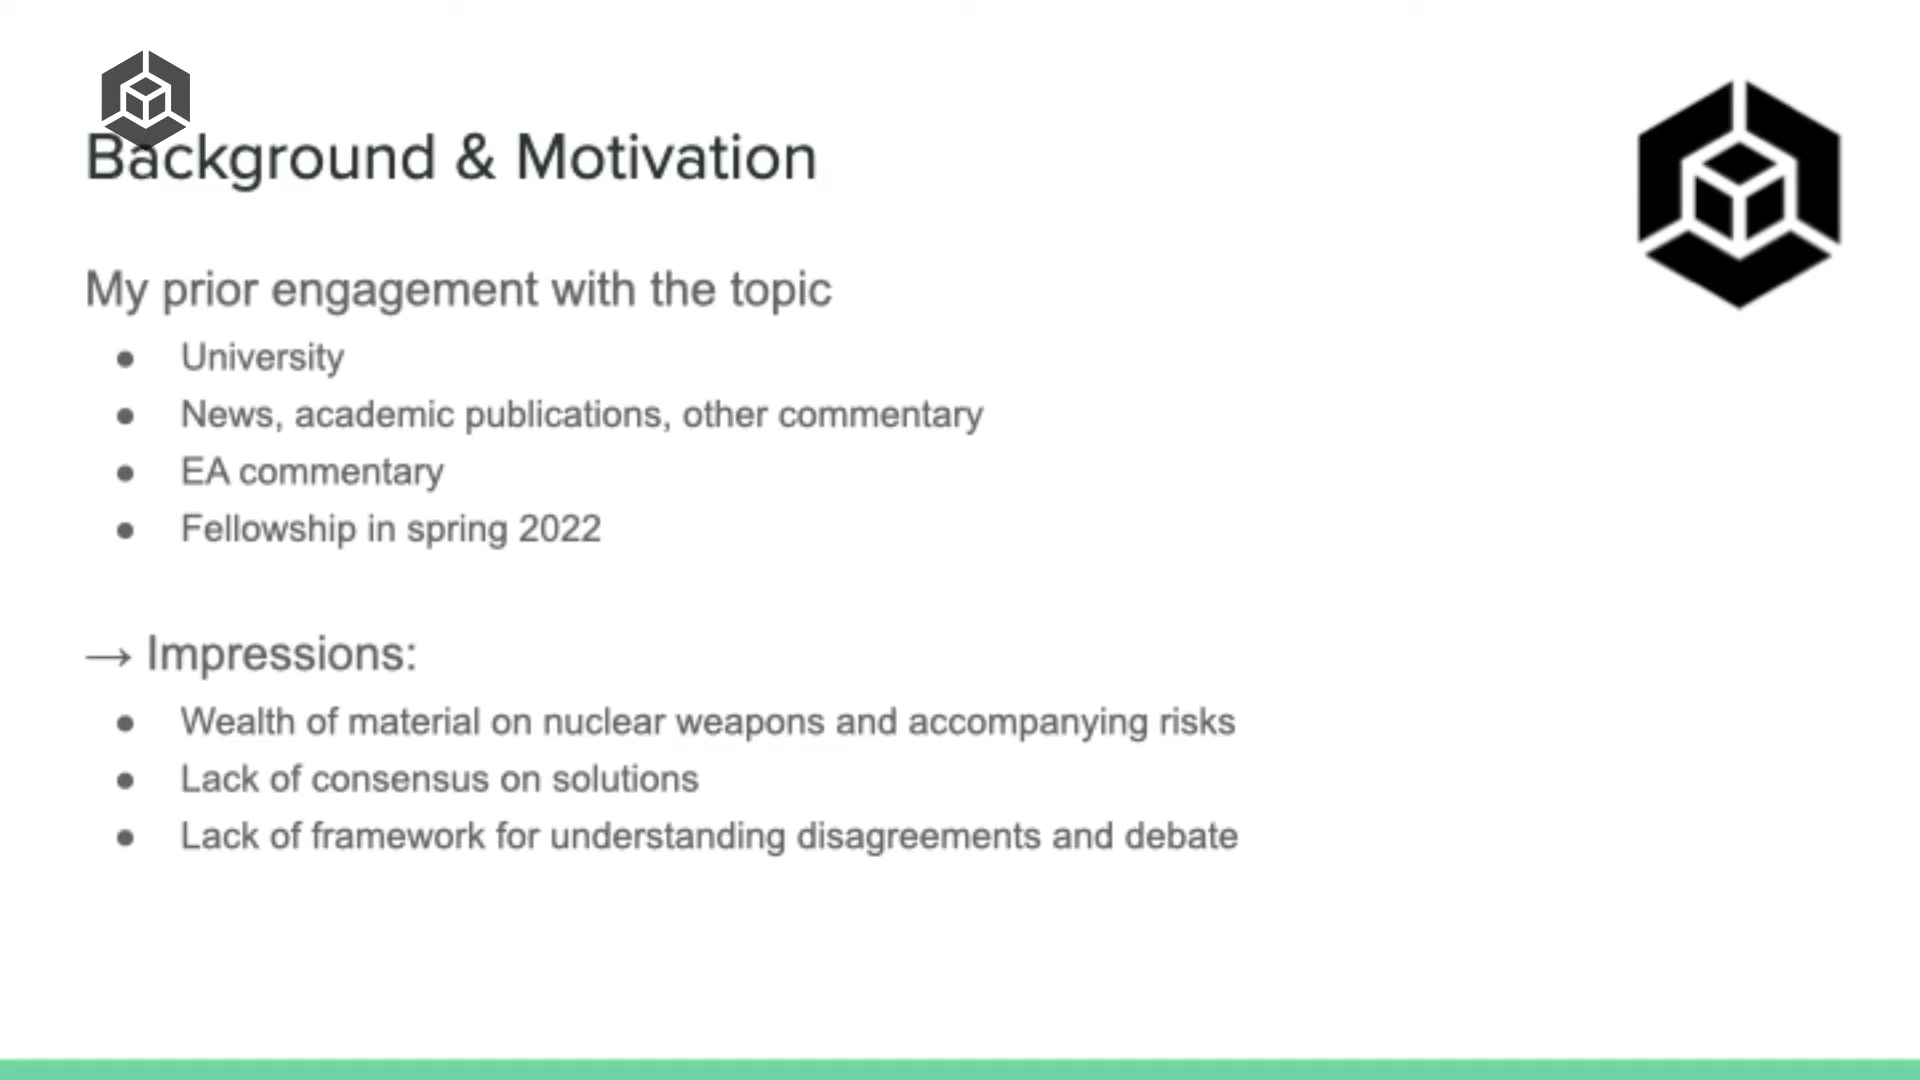 Background & Motivation
My prior engagement with the topic
● University
● News, academic publications, other commentary
● EA commentary
● Fellowship in spring 2022
→ Impressions:
● Wealth of material on nuclear weapons and accompanying risks
● Lack of consensus on solutions
● Lack of framework for understanding disagreements and debate